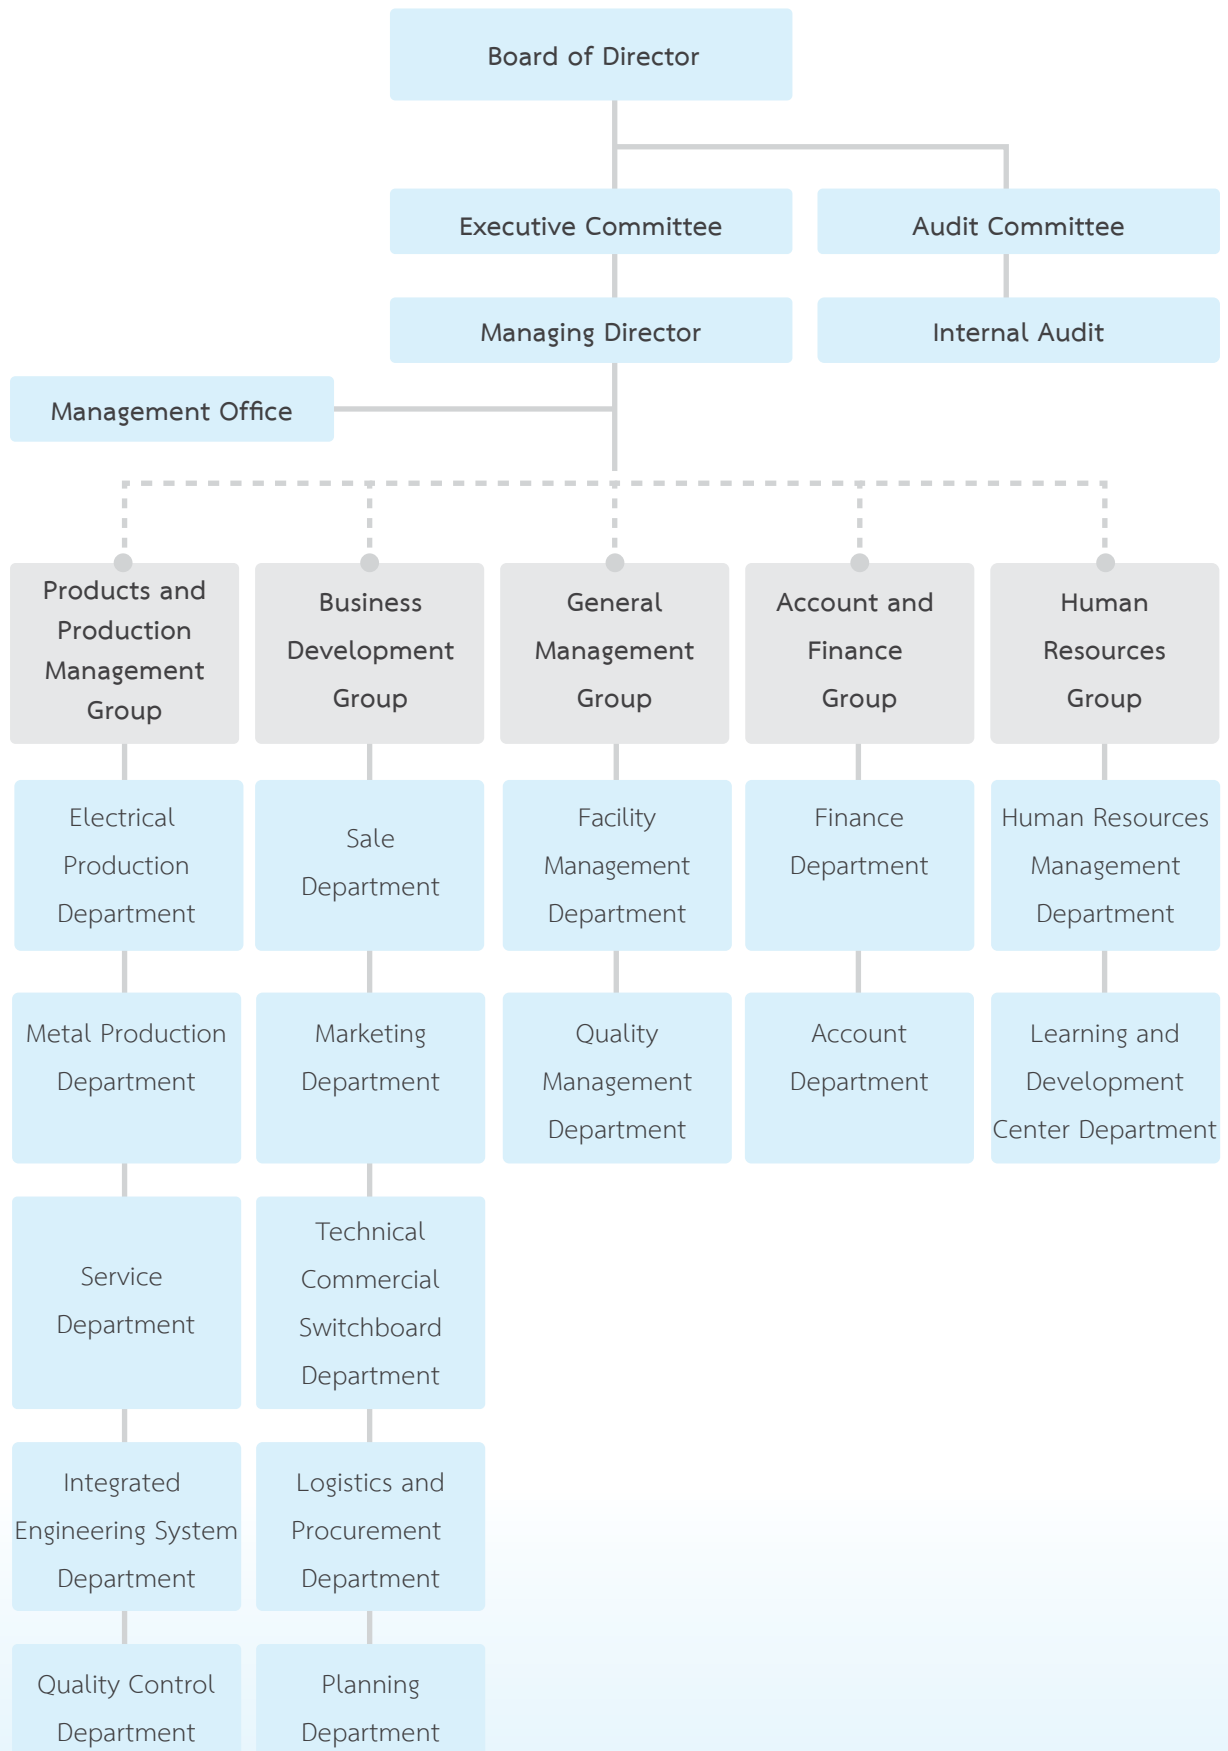 Board of Director
Executive Committee
Audit Committee
Managing Director
Internal Audit
Management Office
Products and
Production
Management
Group
Business
Development
Group
General
Management
Group
Account and
Finance
Group
Human
Resources
Group
Electrical
Production
Department
Sale
Department
Facility
Management
Department
Finance
Department
Human Resources
Management
Department
Metal Production
Department
Marketing
Department
Quality
Management
Department
Account
Department
Learning and
Development
Center Department
Service
Department
Technical
Commercial
Switchboard
Department
Integrated
Engineering System
Department
Logistics and
Procurement
Department
Quality Control
Department
Planning
Department